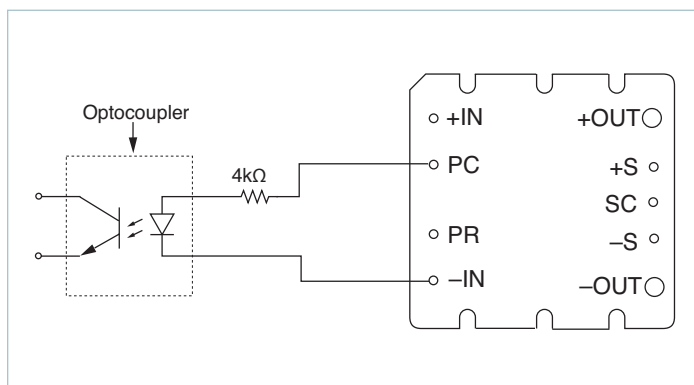 Optocoupler
4kΩ
+IN
PC
PR
–IN
+OUT
+S
SC
–S
–OUT